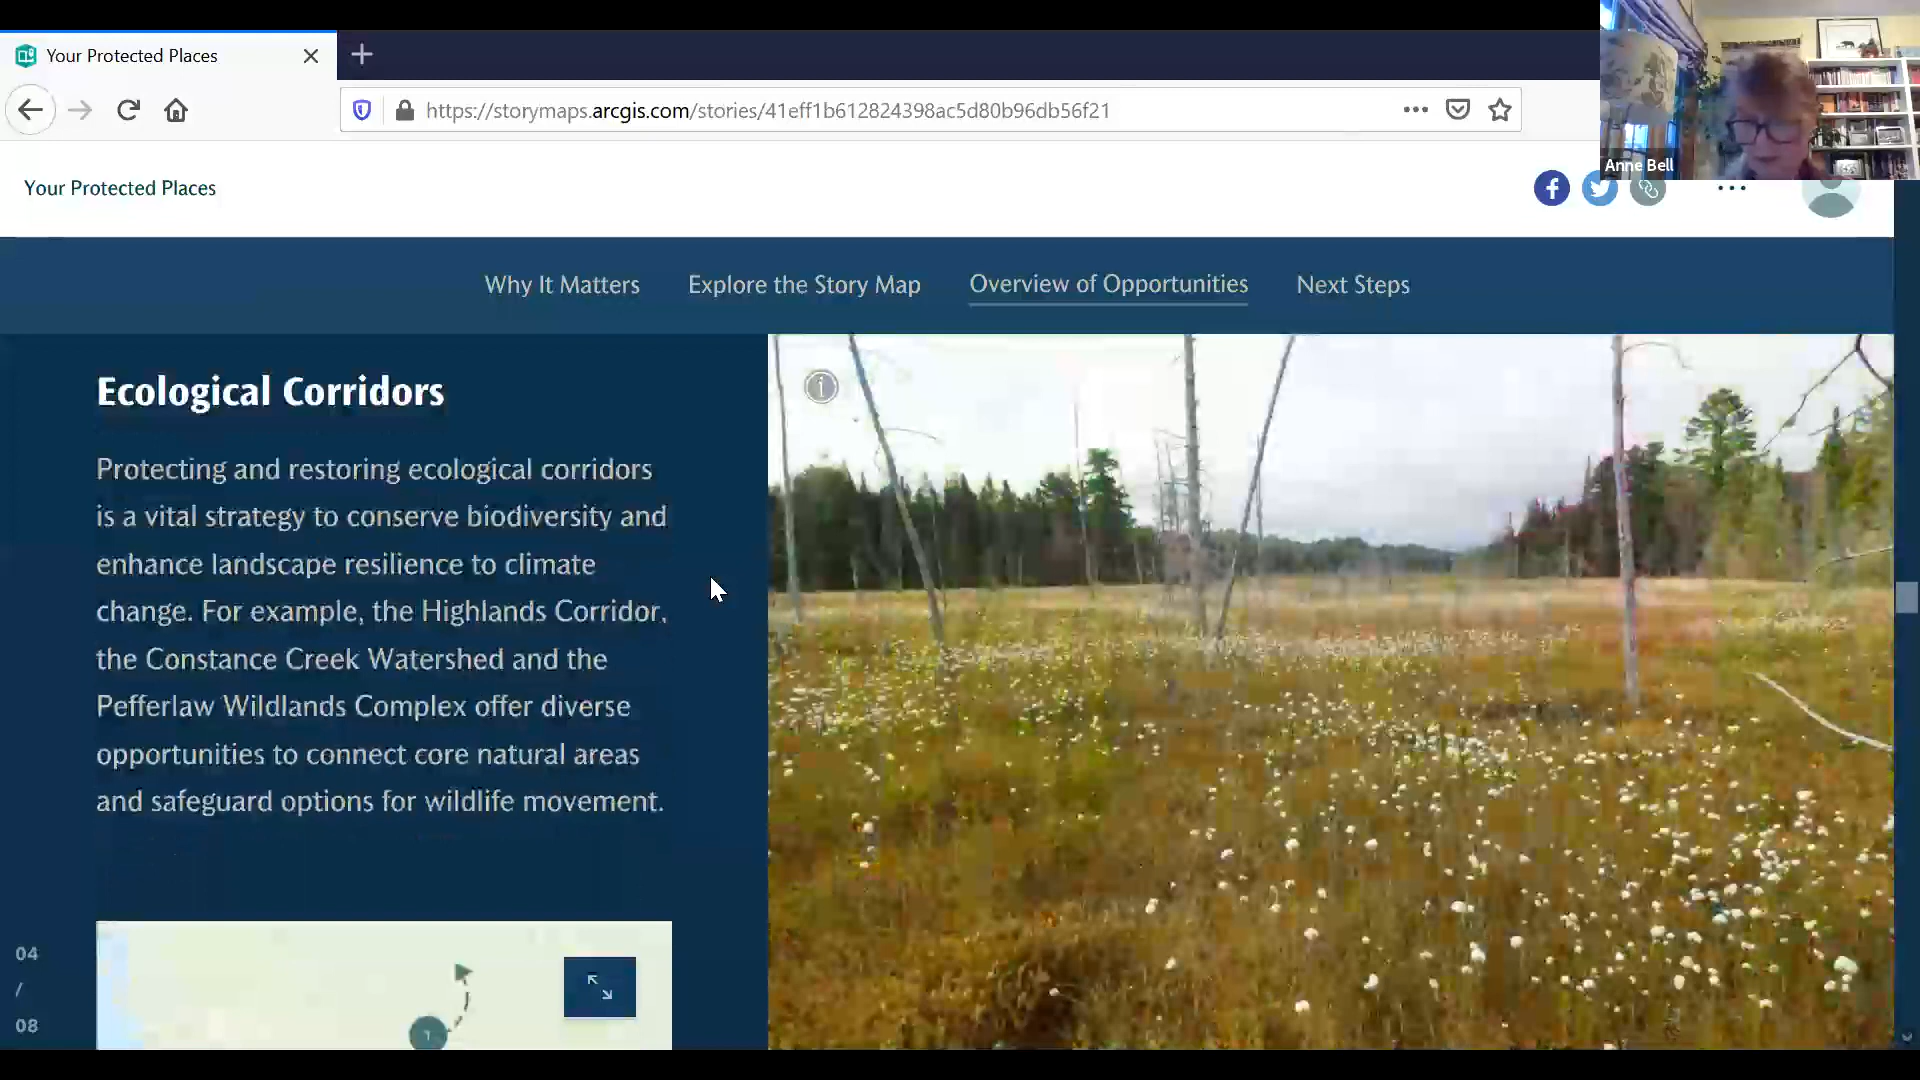 Your Protected Places
https://storymaps.arcgis.com/stories/41eff1b612824398ac5d80b96db56f21
Anne Bell
Your Protected Places
Why It Matters
Explore the Story Map
Overview of Opportunities
Next Steps
Ecological Corridors
Protecting and restoring ecological corridors
is a vital strategy to conserve biodiversity and
enhance landscape resilience to climate
change. For example, the Highlands Corridor,
the Constance Creek Watershed and the
Pefferlaw Wildlands Complex offer diverse
opportunities to connect core natural areas
and safeguard options for wildlife movement.
04
/
08
1